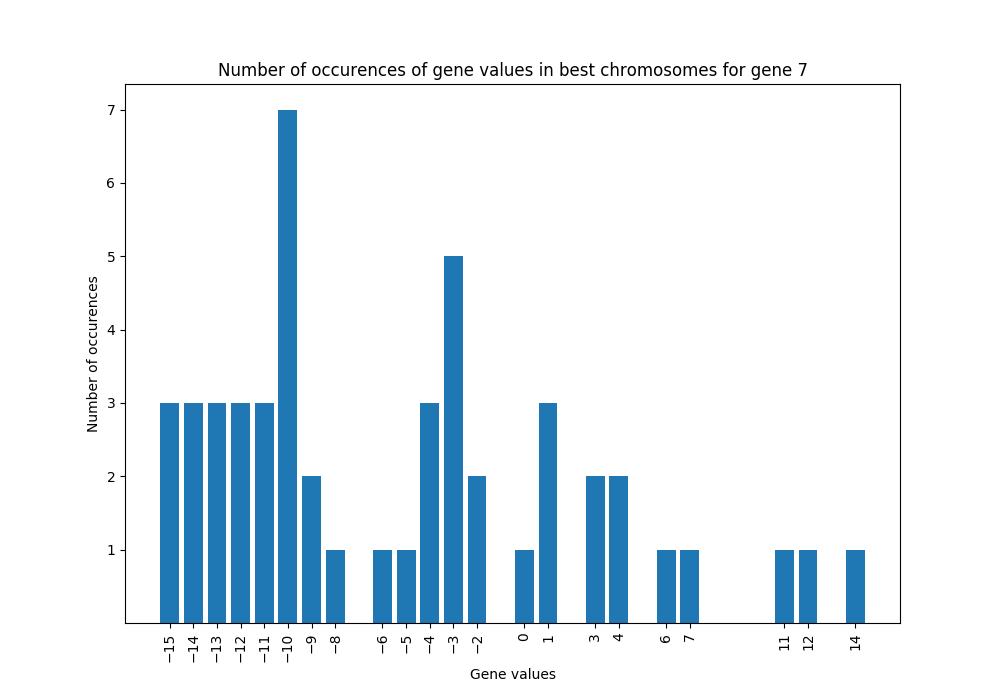 Number of occurences of gene values in best chromosomes for gene 7
Number of occurences
7
6
5
4
3
2
1
−15 −14 −13 −12 −11 −10 −9 −8 −6 −5 −4 −3 −2 0 1 3 4 6 7 11 12 14
Gene values